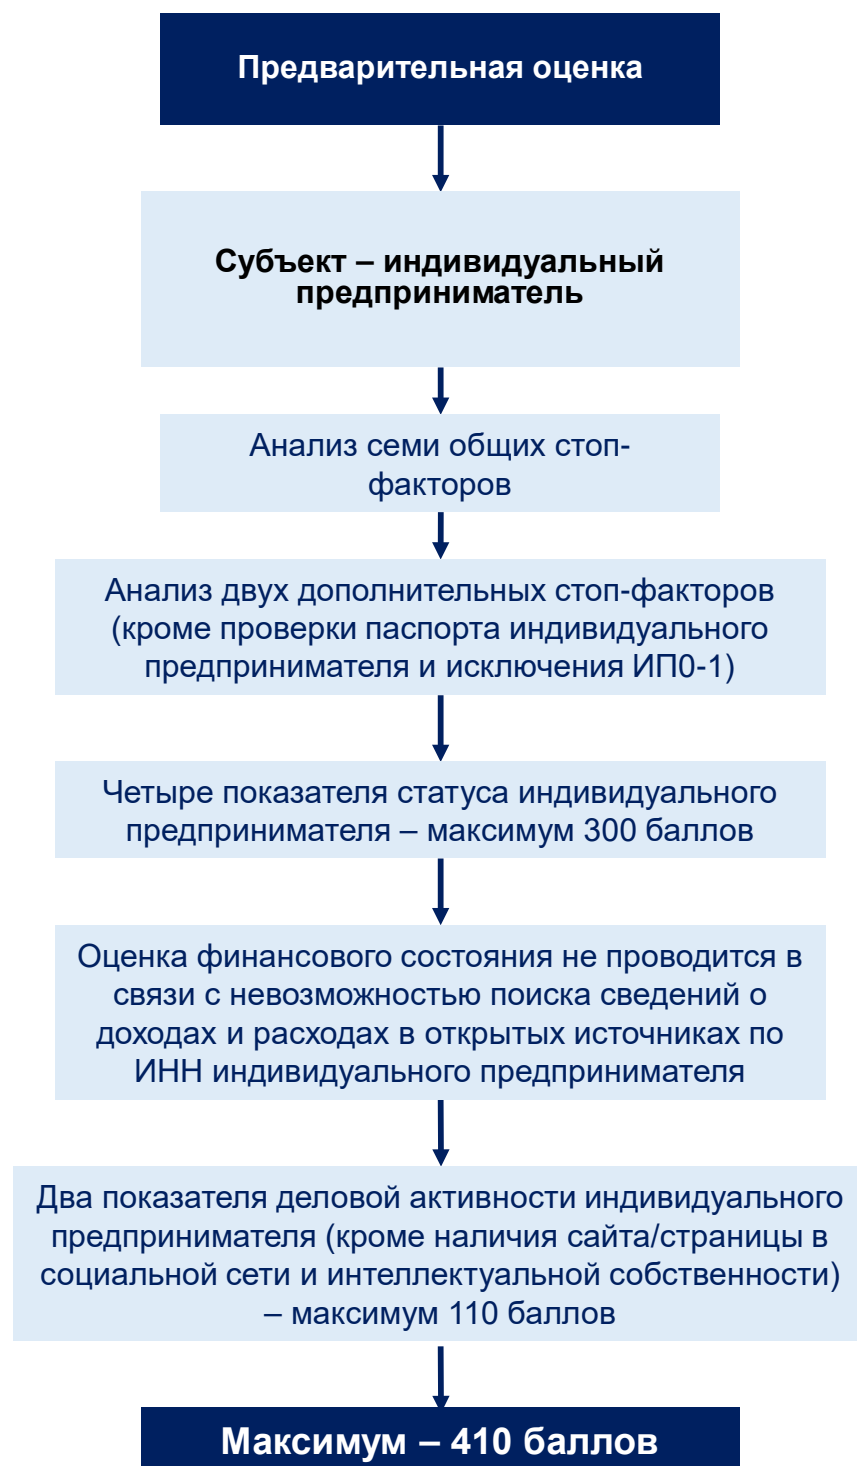 Предварительная оценка
Субъект – индивидуальный
предприниматель
Анализ семи общих стоп-
факторов
Анализ двух дополнительных стоп-факторов
(кроме проверки паспорта индивидуального
предпринимателя и исключения ИП0-1)
Четыре показателя статуса индивидуального
предпринимателя – максимум 300 баллов
Оценка финансового состояния не проводится в
связи с невозможностью поиска сведений о
доходах и расходах в открытых источниках по
ИНН индивидуального предпринимателя
Два показателя деловой активности индивидуального
предпринимателя (кроме наличия сайта/страницы в
социальной сети и интеллектуальной собственности)
– максимум 110 баллов
Максимум – 410 баллов